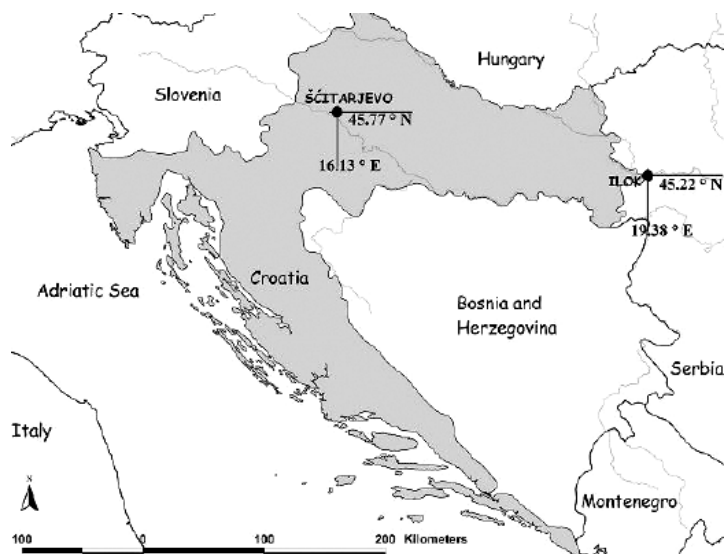 Hungary
Slovenia
ŠĆITARJEVO
45.77 ° N
16.13 ° E
ILOK
45.22 ° N
19.38 ° E
Croatia
Adriatic Sea
Bosnia and
Herzegovina
Serbia
Italy
Montenegro
N
100 0 100 200 Kilometers